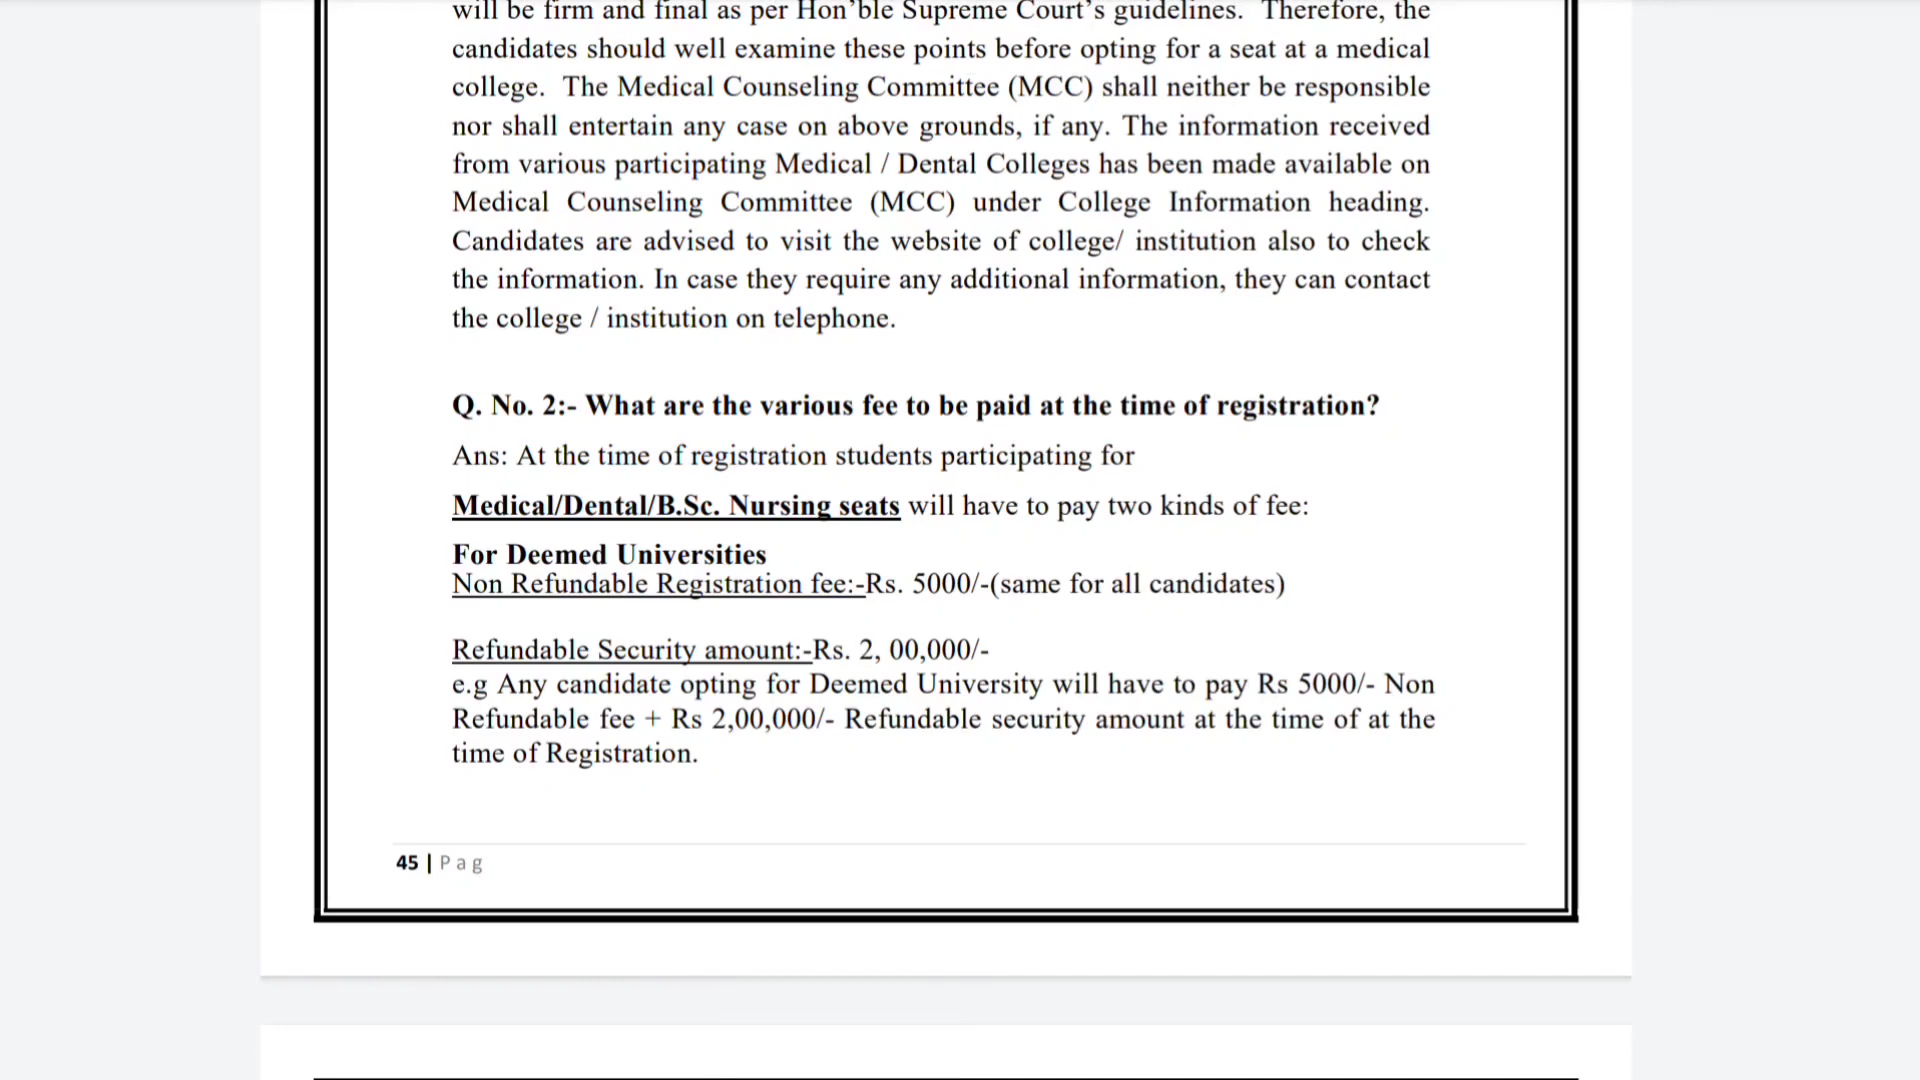 will be firm and final as per Hon’ble Supreme Court’s guidelines. Therefore, the
candidates should well examine these points before opting for a seat at a medical
college. The Medical Counseling Committee (MCC) shall neither be responsible
nor shall entertain any case on above grounds, if any. The information received
from various participating Medical / Dental Colleges has been made available on
Medical Counseling Committee (MCC) under College Information heading.
Candidates are advised to visit the website of college/ institution also to check
the information. In case they require any additional information, they can contact
the college / institution on telephone.
Q. No. 2:- What are the various fee to be paid at the time of registration?
Ans: At the time of registration students participating for
Medical/Dental/B.Sc. Nursing seats will have to pay two kinds of fee:
For Deemed Universities
Non Refundable Registration fee:-Rs. 5000/-(same for all candidates)
Refundable Security amount:-Rs. 2, 00,000/-
e.g Any candidate opting for Deemed University will have to pay Rs 5000/- Non
Refundable fee + Rs 2,00,000/- Refundable security amount at the time of at the
time of Registration.
45 | P a g